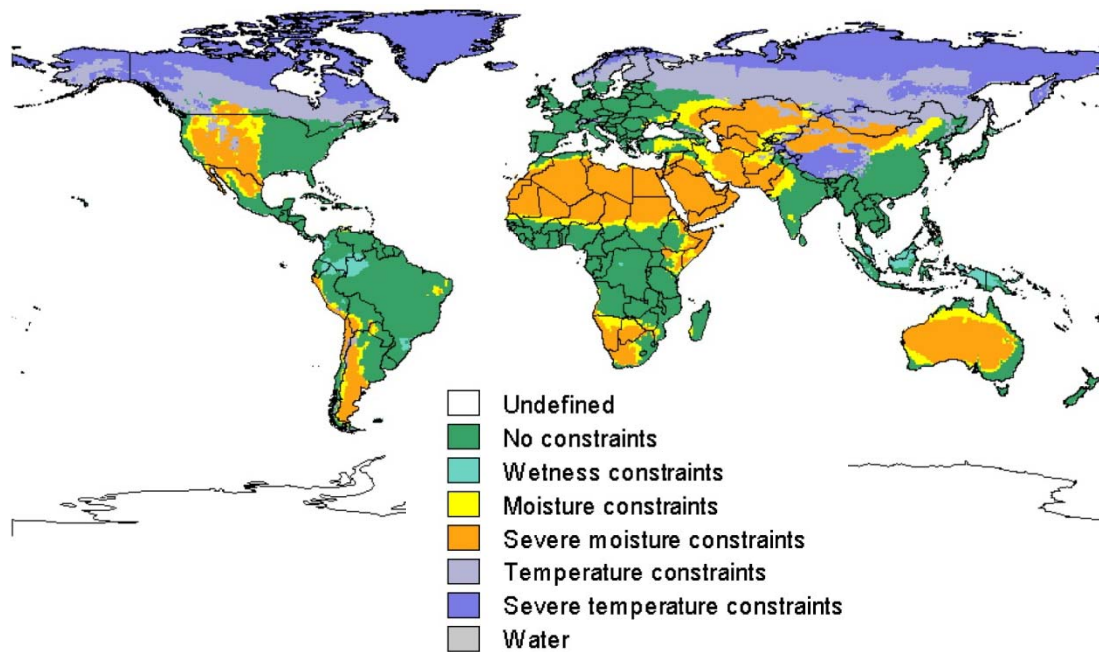 Undefined
No constraints
Wetness constraints
Moisture constraints
Severe moisture constraints
Temperature constraints
Severe temperature constraints
Water